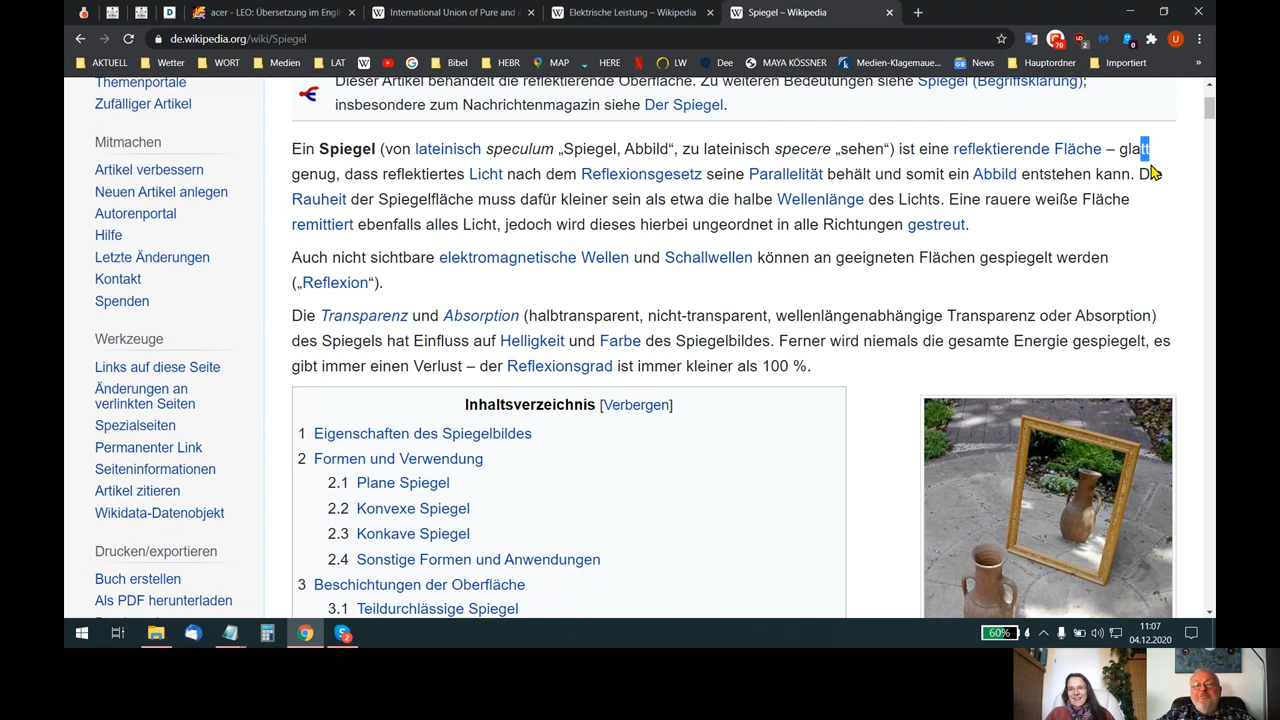 acer - LEO: Übersetzung im Engl
International Union of Pure and A
Elektrische Leistung – Wikipedia
Spiegel – Wikipedia
de.wikipedia.org/wiki/Spiegel
70
2
0
U
AKTUELL
Wetter
WORT
Medien
LAT
Bibel
HEBR
MAP
HERE
LW
Dee
MAYA KÖSSNER
Medien-Klagemaue...
News
Hauptordner
Importiert
»
Themenportale
Zufälliger Artikel
Mitmachen
Artikel verbessern
Neuen Artikel anlegen
Autorenportal
Hilfe
Letzte Änderungen
Kontakt
Spenden
Werkzeuge
Links auf diese Seite
Änderungen an
verlinkten Seiten
Spezialseiten
Permanenter Link
Seiteninformationen
Artikel zitieren
Wikidata-Datenobjekt
Drucken/exportieren
Buch erstellen
Als PDF herunterladen
Dieser Artikel behandelt die reflektierende Oberfläche. Zu weiteren Bedeutungen siehe Spiegel (Begriffsklärung);
insbesondere zum Nachrichtenmagazin siehe Der Spiegel.
Ein Spiegel (von lateinisch speculum „Spiegel, Abbild“, zu lateinisch specere „sehen“) ist eine reflektierende Fläche – glatt
genug, dass reflektiertes Licht nach dem Reflexionsgesetz seine Parallelität behält und somit ein Abbild entstehen kann. Die
Rauheit der Spiegelfläche muss dafür kleiner sein als etwa die halbe Wellenlänge des Lichts. Eine rauere weiße Fläche
remittiert ebenfalls alles Licht, jedoch wird dieses hierbei ungeordnet in alle Richtungen gestreut.
Auch nicht sichtbare elektromagnetische Wellen und Schallwellen können an geeigneten Flächen gespiegelt werden
(„Reflexion“).
Die Transparenz und Absorption (halbtransparent, nicht-transparent, wellenlängenabhängige Transparenz oder Absorption)
des Spiegels hat Einfluss auf Helligkeit und Farbe des Spiegelbildes. Ferner wird niemals die gesamte Energie gespiegelt, es
gibt immer einen Verlust – der Reflexionsgrad ist immer kleiner als 100 %.
Inhaltsverzeichnis [Verbergen]
1 Eigenschaften des Spiegelbildes
2 Formen und Verwendung
2.1 Plane Spiegel
2.2 Konvexe Spiegel
2.3 Konkave Spiegel
2.4 Sonstige Formen und Anwendungen
3 Beschichtungen der Oberfläche
3.1 Teildurchlässige Spiegel
60%
11:07
04.12.2020